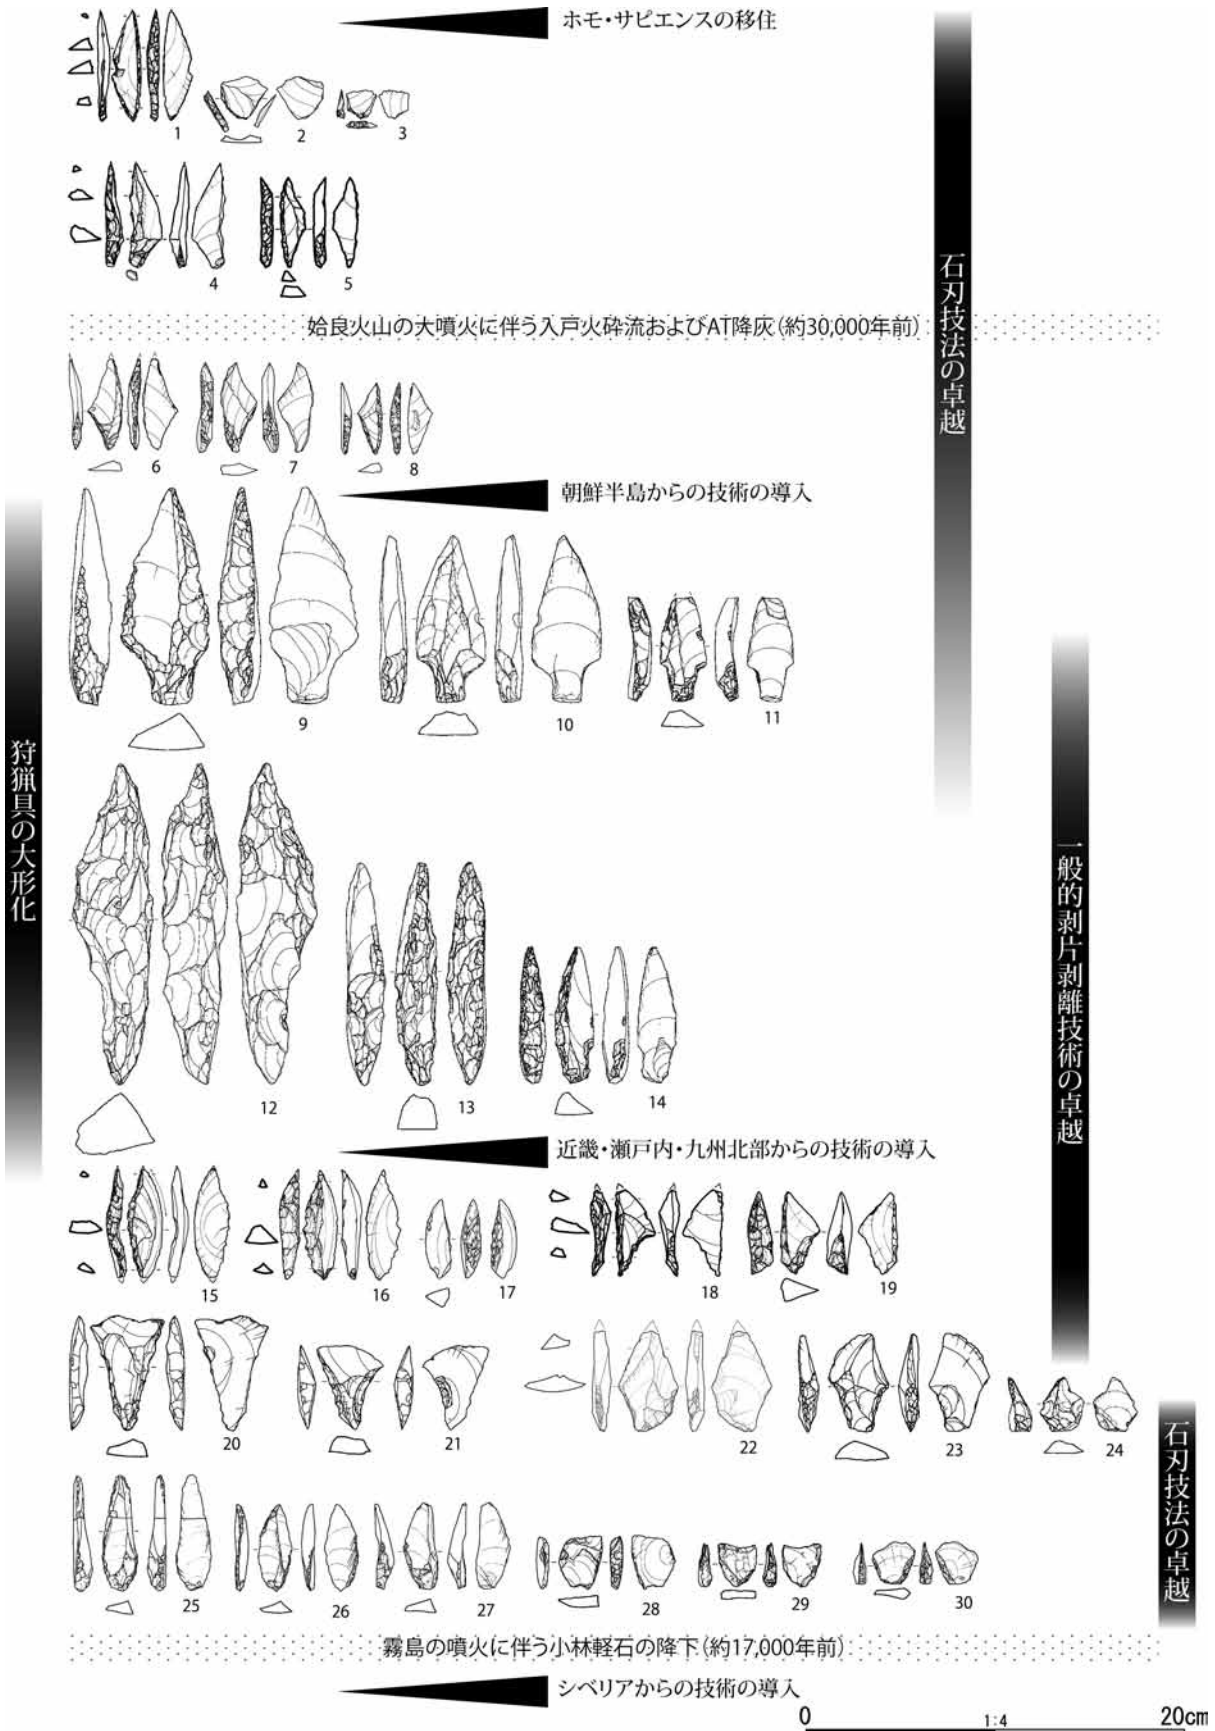 ホモ・サピエンスの移住
1
2
3
4
5
姶良火山の大噴火に伴う入戸火砕流およびAT降灰(約30,000年前)
石刃技法の卓越
6
7
8
朝鮮半島からの技術の導入
9
10
11
狩猟具の大形化
12
13
14
一般的剥片剥離技術の卓越
近畿・瀬戸内・九州北部からの技術の導入
15
16
17
18
19
20
21
22
23
24
石刃技法の卓越
25
26
27
28
29
30
霧島の噴火に伴う小林軽石の降下(約17,000年前)
シベリアからの技術の導入
0 1:4 20cm